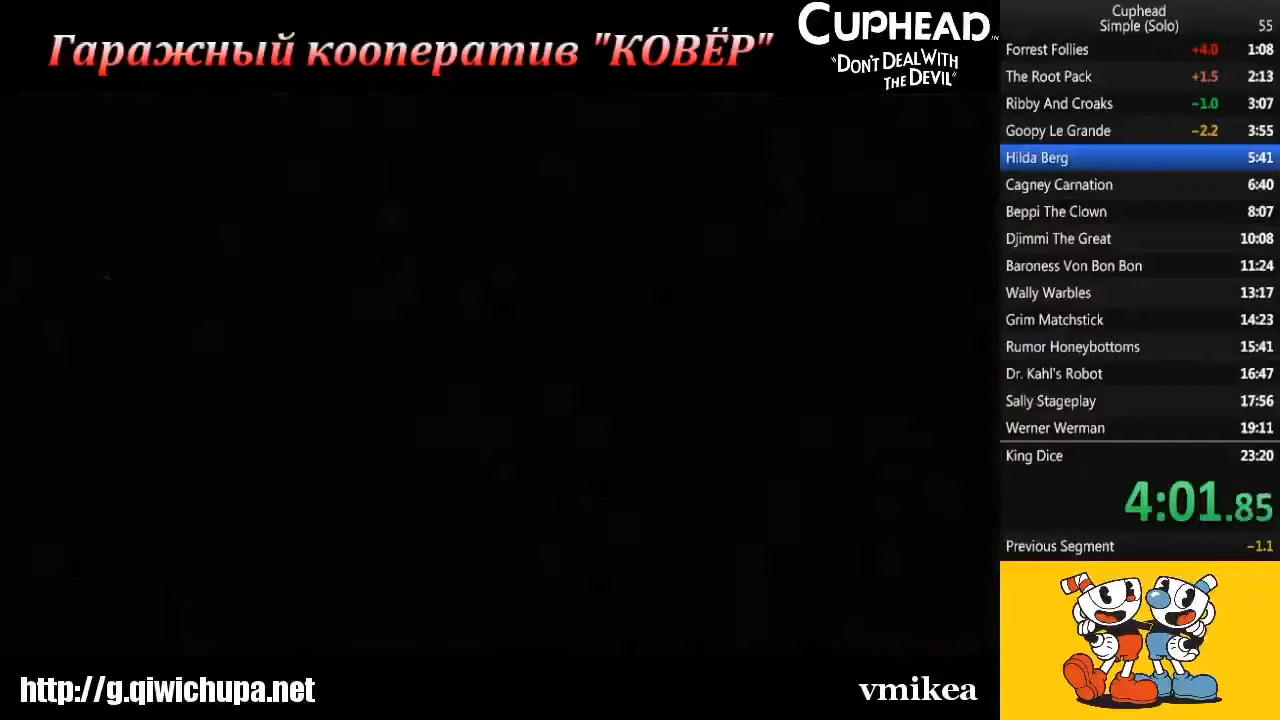 Гаражный кооператив "КОВЁР"
CUPHEAD
"DON'T DEAL WITH
THE DEVIL"
Cuphead
Simple (Solo) 55
Forrest Follies +4.0 1:08
The Root Pack +1.5 2:13
Ribby And Croaks −1.0 3:07
Goopy Le Grande −2.2 3:55
Hilda Berg 5:41
Cagney Carnation 6:40
Beppi The Clown 8:07
Djimmi The Great 10:08
Baroness Von Bon Bon 11:24
Wally Warbles 13:17
Grim Matchstick 14:23
Rumor Honeybottoms 15:41
Dr. Kahl's Robot 16:47
Sally Stageplay 17:56
Werner Werman 19:11
King Dice 23:20
4:01.85
Previous Segment −1.1
http://g.qiwichupa.net
vmikea